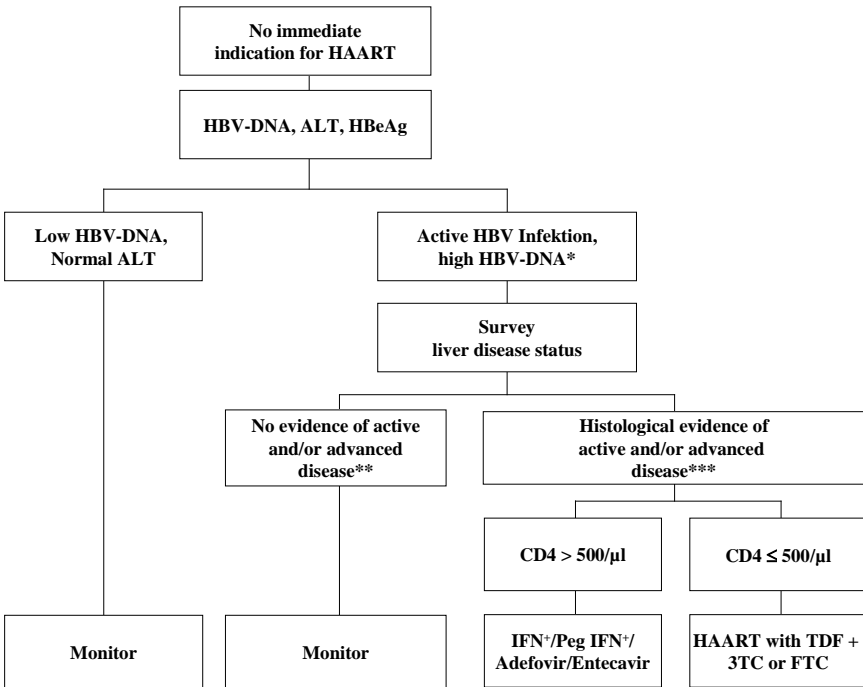 No immediate
indication for HAART
HBV-DNA, ALT, HBeAg
Low HBV-DNA,
Normal ALT
Active HBV Infektion,
high HBV-DNA*
Survey
liver disease status
No evidence of active
and/or advanced
disease**
Histological evidence of
active and/or advanced
disease***
CD4 > 500/µl
CD4 ≤ 500/µl
Monitor
Monitor
IFN⁺/Peg IFN⁺/
Adefovir/Entecavir
HAART with TDF +
3TC or FTC